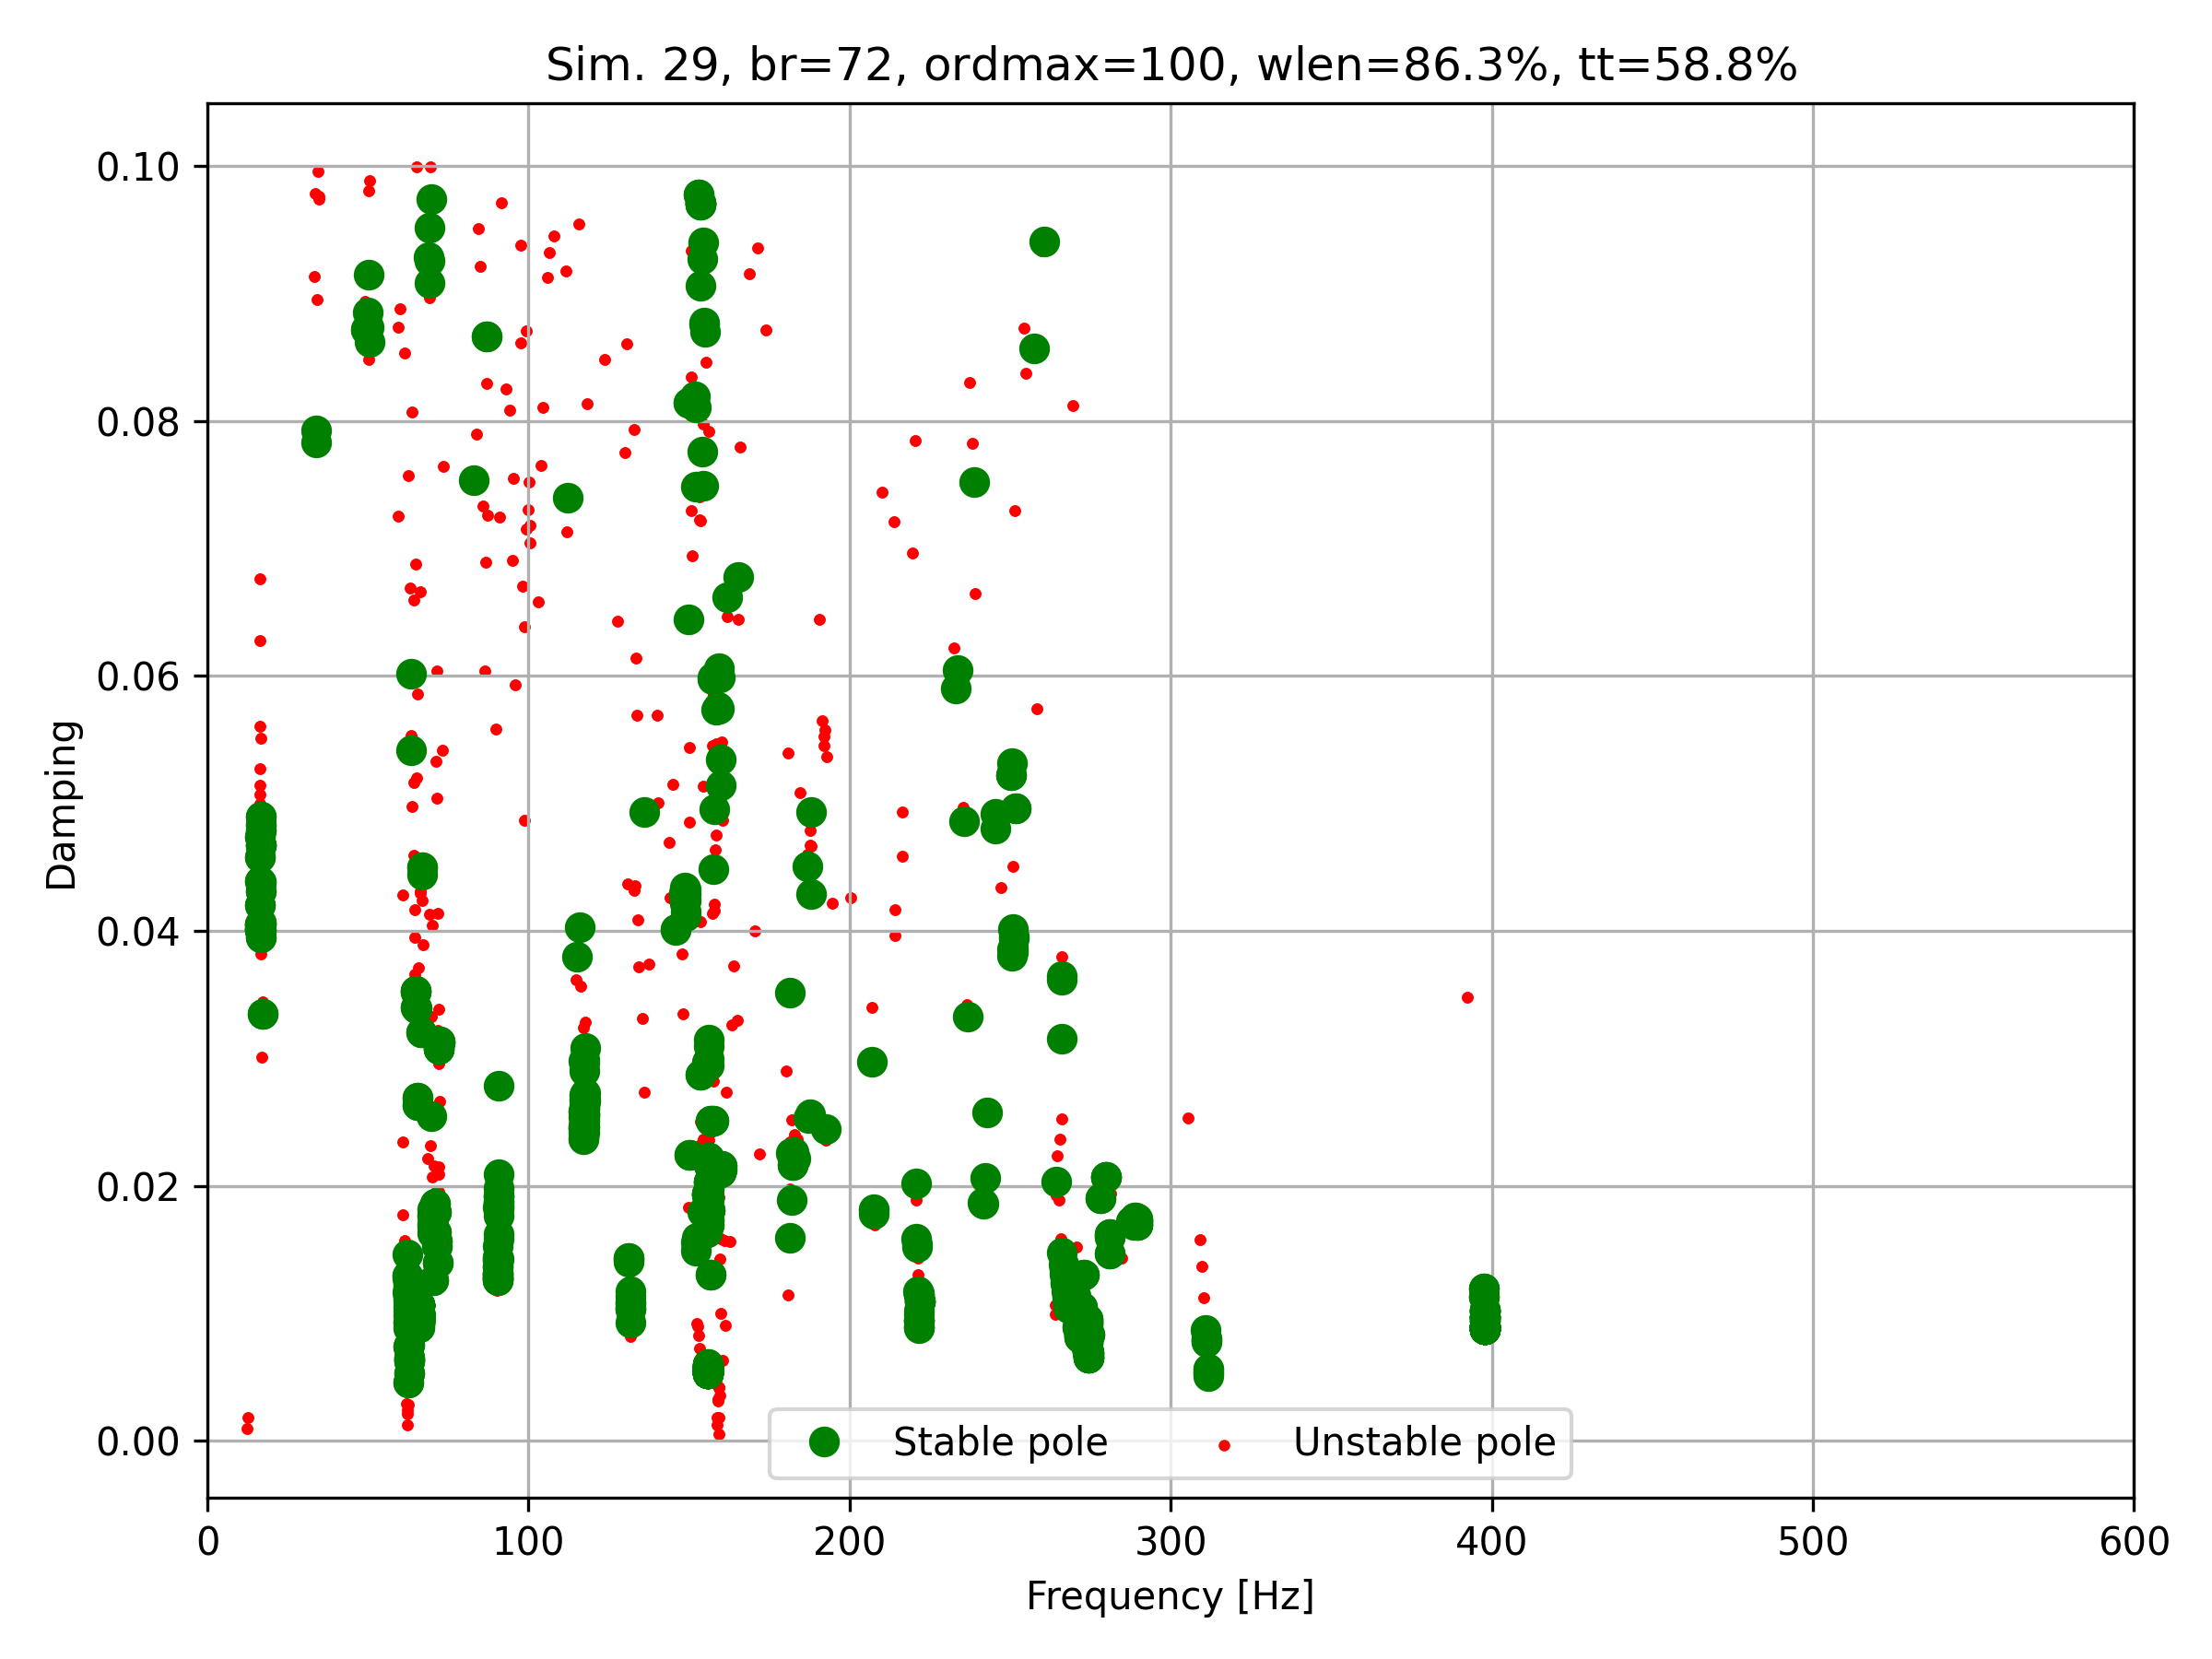 Sim. 29, br=72, ordmax=100, wlen=86.3%, tt=58.8%
0.10
0.08
0.06
0.04
0.02
0.00
Damping
Stable pole Unstable pole
0 100 200 300 400 500 600
Frequency [Hz]